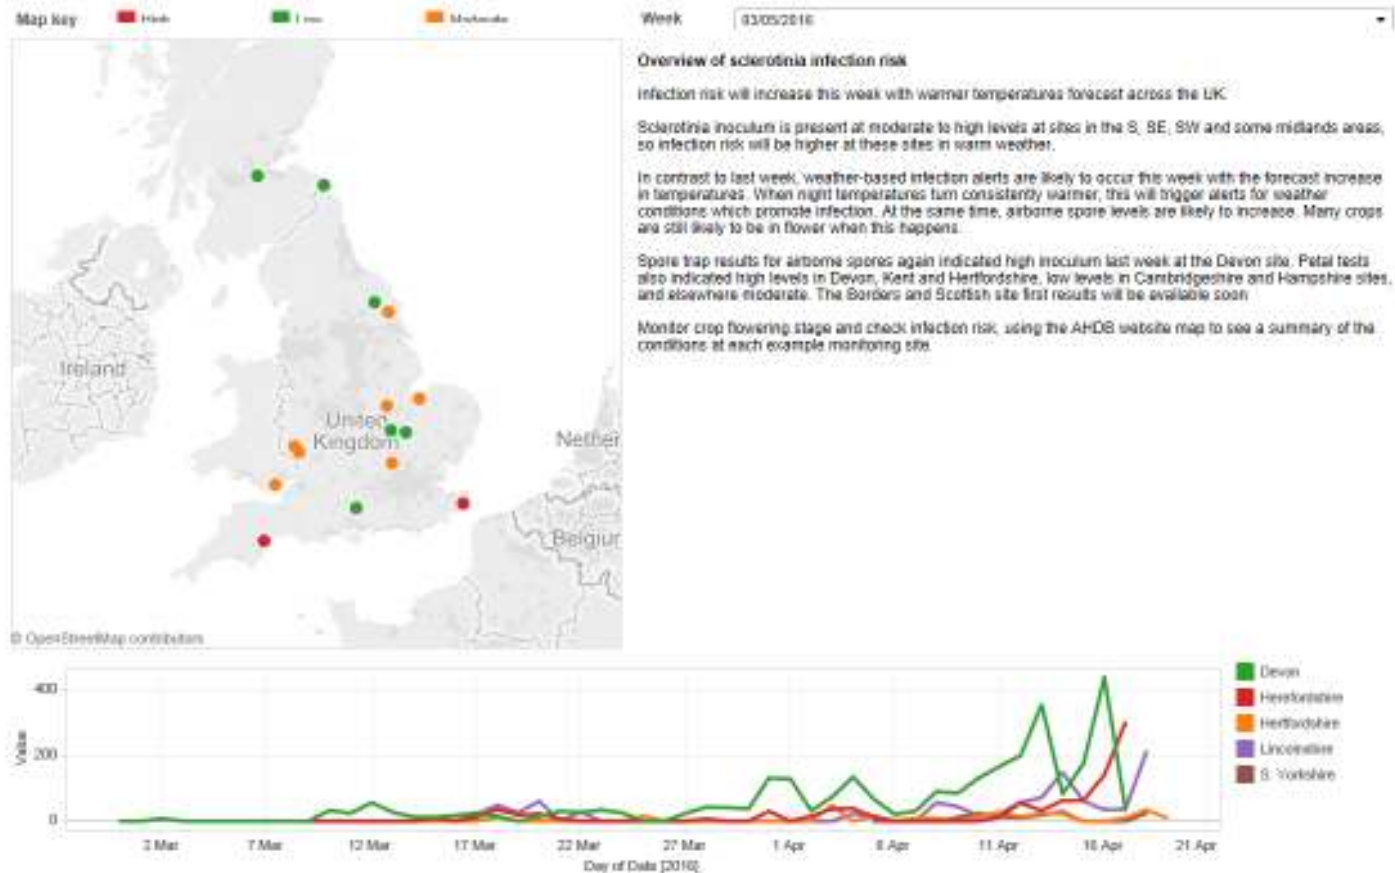 Map key
High
Low
Moderate
Week
03/05/2016
Overview of sclerotinia infection risk
Infection risk will increase this week with warmer temperatures forecast across the UK.
Sclerotinia inoculum is present at moderate to high levels at sites in the S, SE, SW and some midlands areas,
so infection risk will be higher at these sites in warm weather.
In contrast to last week, weather-based infection alerts are likely to occur this week with the forecast increase
in temperatures. When night temperatures turn consistently warmer, this will trigger alerts for weather
conditions which promote infection. At the same time, airborne spore levels are likely to increase. Many crops
are still likely to be in flower when this happens.
Spore trap results for airborne spores again indicated high inoculum last week at the Devon site. Petal tests
also indicated high levels in Devon, Kent and Hertfordshire, low levels in Cambridgeshire and Hampshire sites,
and elsewhere moderate. The Borders and Scottish site first results will be available soon
Monitor crop flowering stage and check infection risk, using the AHDB website map to see a summary of the
conditions at each example monitoring site.
Ireland
United
Kingdom
Nether
Belgiur
© OpenStreetMap contributors
400
200
0
Value
2 Mar
7 Mar
12 Mar
17 Mar
22 Mar
27 Mar
1 Apr
6 Apr
11 Apr
16 Apr
21 Apr
Day of Date [2016]
Devon
Herefordshire
Hertfordshire
Lincolnshire
S. Yorkshire